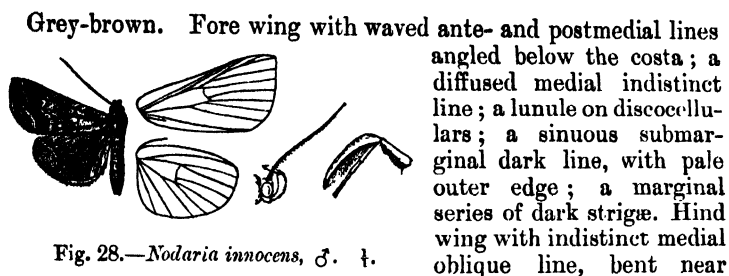 Grey-brown. Fore wing with waved ante- and postmedial lines
angled below the costa ; a
diffused medial indistinct
line ; a lunule on discocellu-
lars ; a sinuous submar-
ginal dark line, with pale
outer edge ; a marginal
series of dark strigæ. Hind
wing with indistinct medial
oblique line, bent near
Fig. 28.—Nodaria innocens, ♂.